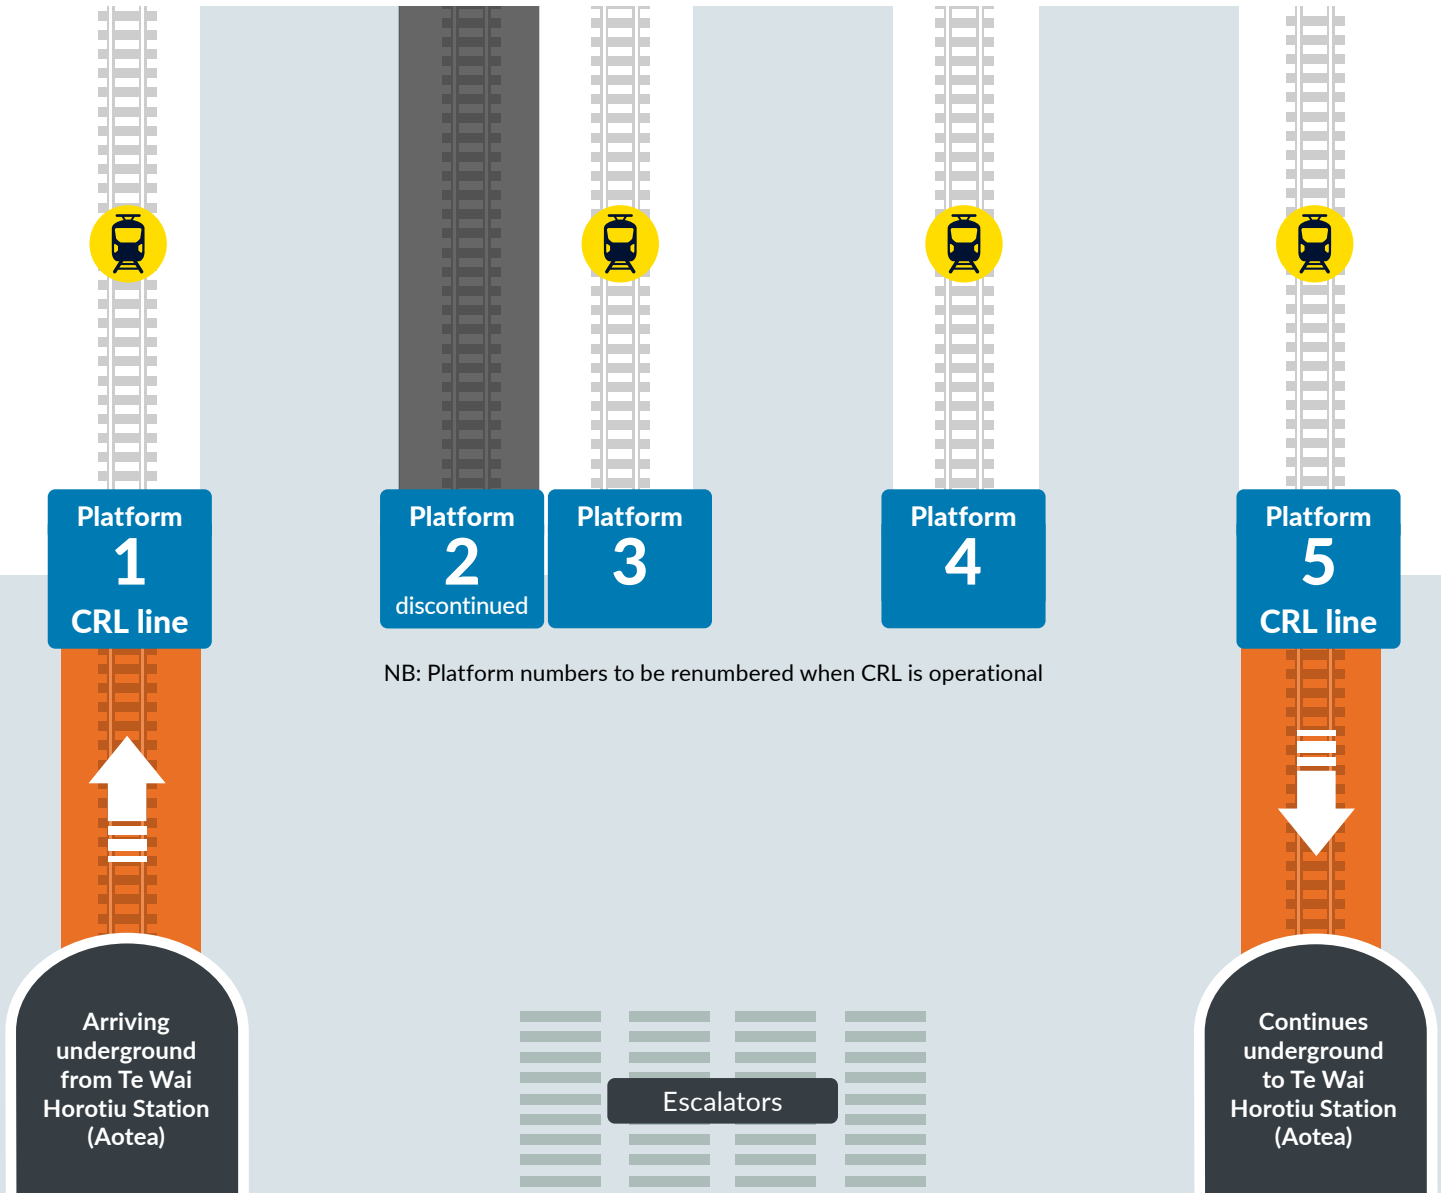 Platform
1
CRL line
Platform
2
discontinued
Platform
3
Platform
4
Platform
5
CRL line
NB: Platform numbers to be renumbered when CRL is operational
Arriving
underground
from Te Wai
Horotiu Station
(Aotea)
Escalators
Continues
underground
to Te Wai
Horotiu Station
(Aotea)